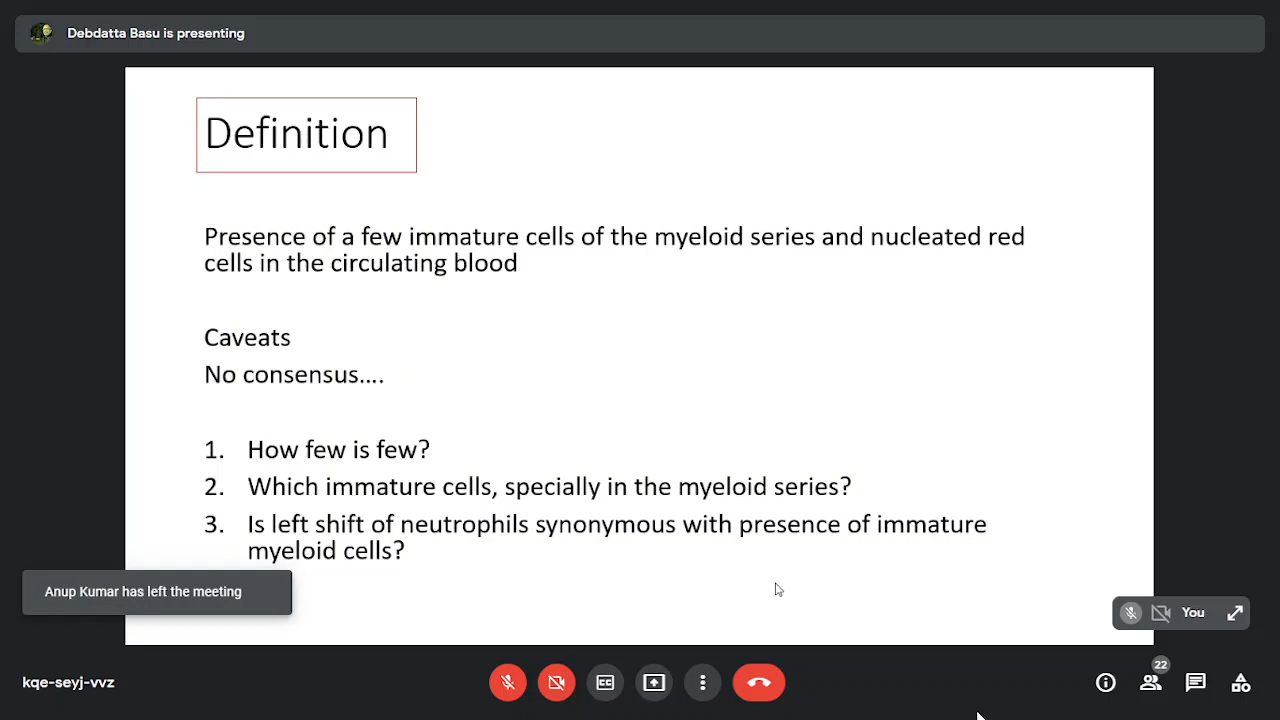 Debdatta Basu is presenting
Definition
Presence of a few immature cells of the myeloid series and nucleated red
cells in the circulating blood
Caveats
No consensus....
1. How few is few?
2. Which immature cells, specially in the myeloid series?
3. Is left shift of neutrophils synonymous with presence of immature
myeloid cells?
Anup Kumar has left the meeting
You
kqe-seyj-vvz
CC
22